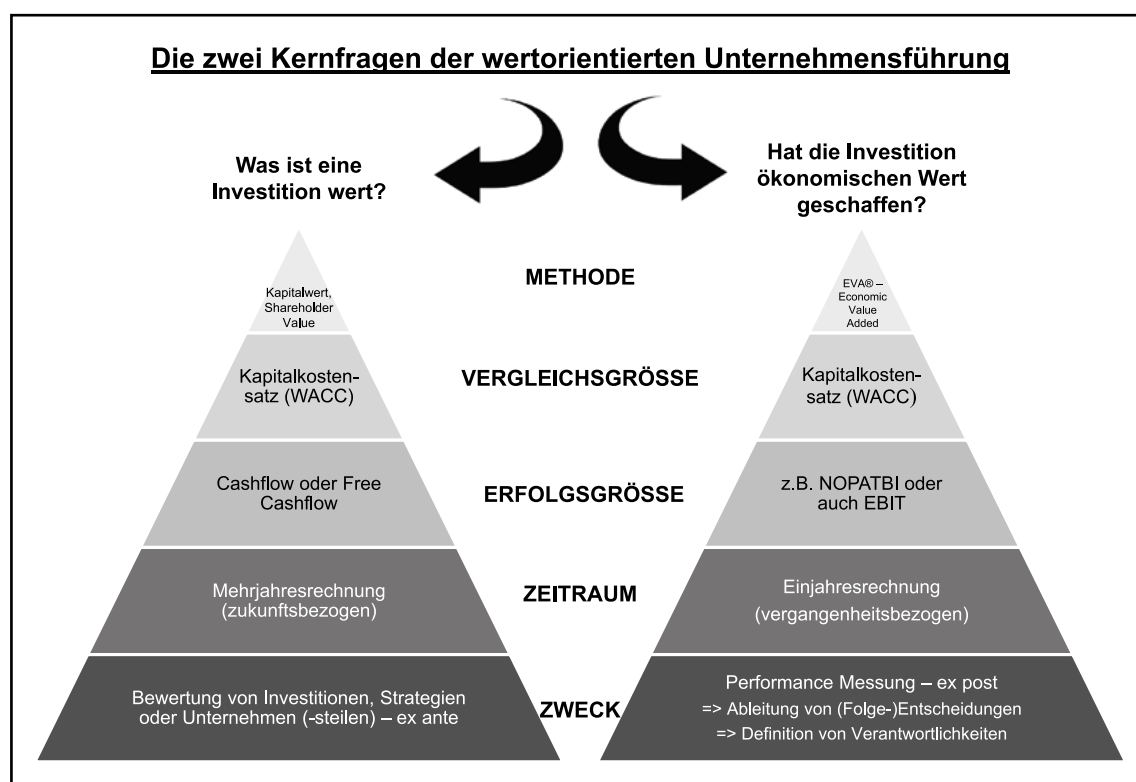 Die zwei Kernfragen der wertorientierten Unternehmensführung
Was ist eine
Investition wert?
Hat die Investition
ökonomischen Wert
geschaffen?
METHODE
Kapitalwert,
Shareholder
Value
EVA® –
Economic
Value
Added
VERGLEICHSGRÖSSE
Kapitalkosten-
satz (WACC)
Kapitalkosten-
satz (WACC)
ERFOLGSGRÖSSE
Cashflow oder Free
Cashflow
z.B. NOPATBI oder
auch EBIT
ZEITRAUM
Mehrjahresrechnung
(zukunftsbezogen)
Einjahresrechnung
(vergangenheitsbezogen)
ZWECK
Bewertung von Investitionen, Strategien
oder Unternehmen (-steilen) – ex ante
Performance Messung – ex post
=> Ableitung von (Folge-)Entscheidungen
=> Definition von Verantwortlichkeiten